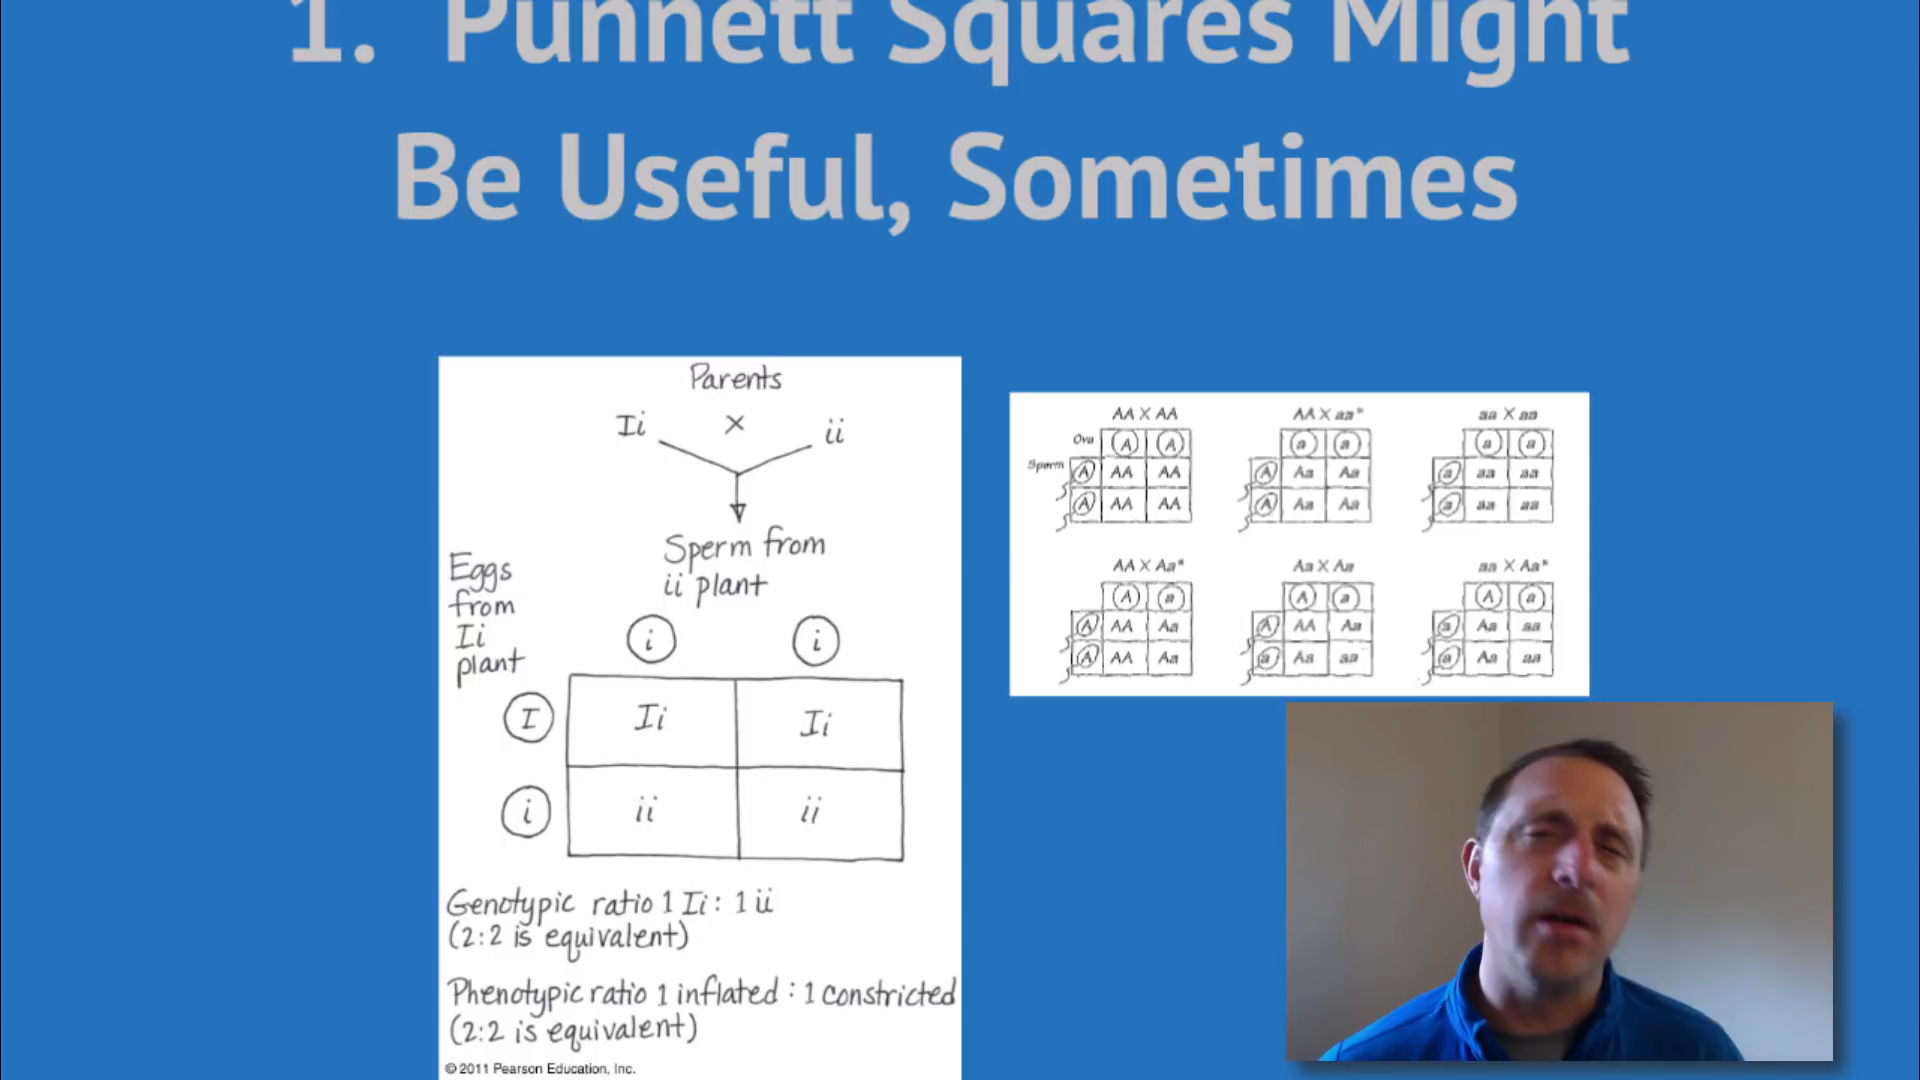 1. Punnett Squares Might
Be Useful, Sometimes
Parents
Ii × ii
Sperm from
ii plant
Eggs
from
Ii
plant
i i
I Ii Ii
i ii ii
Genotypic ratio 1 Ii : 1 ii
(2:2 is equivalent)
Phenotypic ratio 1 inflated : 1 constricted
(2:2 is equivalent)
© 2011 Pearson Education, Inc.
AA X AA
Ova A A
Sperm A AA AA
A AA AA
AA X aa*
a a
A Aa Aa
A Aa Aa
aa X aa
a a
a aa aa
a aa aa
AA X Aa*
A a
A AA Aa
A AA Aa
Aa X Aa
A a
A AA Aa
a Aa aa
aa X Aa*
A a
a Aa aa
a Aa aa